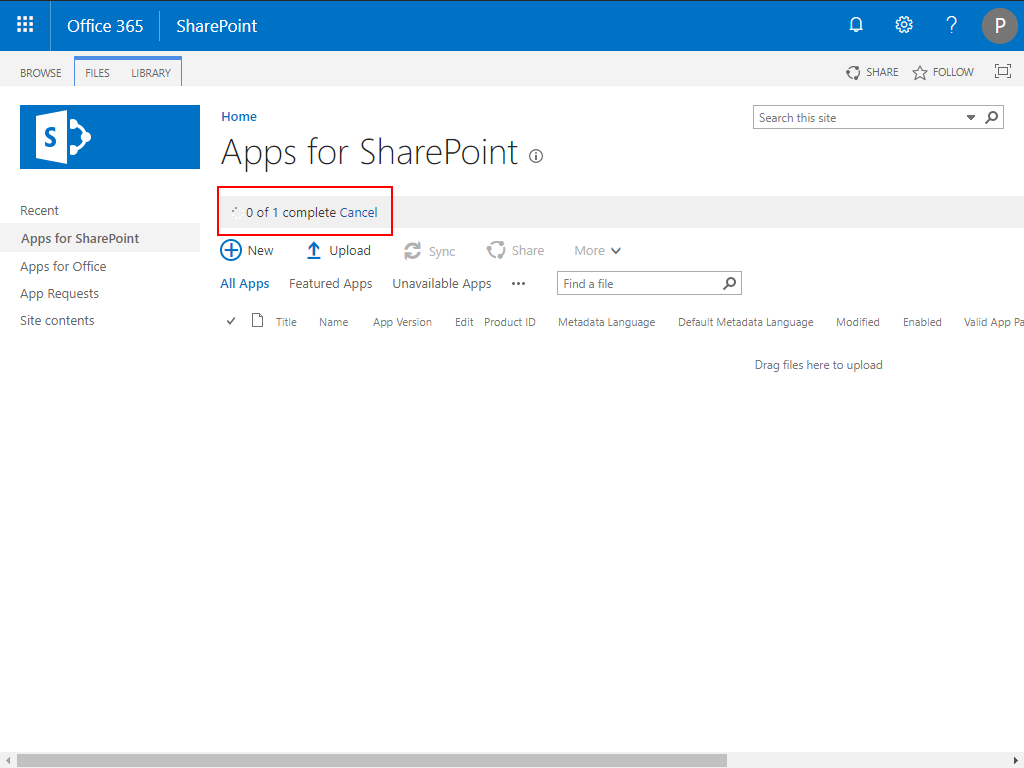 Office 365 SharePoint ? P
BROWSE FILES LIBRARY SHARE FOLLOW
S
Home Search this site
Apps for SharePoint
0 of 1 complete Cancel
Recent
Apps for SharePoint
Apps for Office
App Requests
Site contents
New Upload Sync Share More
All Apps Featured Apps Unavailable Apps ••• Find a file
Title Name App Version Edit Product ID Metadata Language Default Metadata Language Modified Enabled Valid App Pa
Drag files here to upload